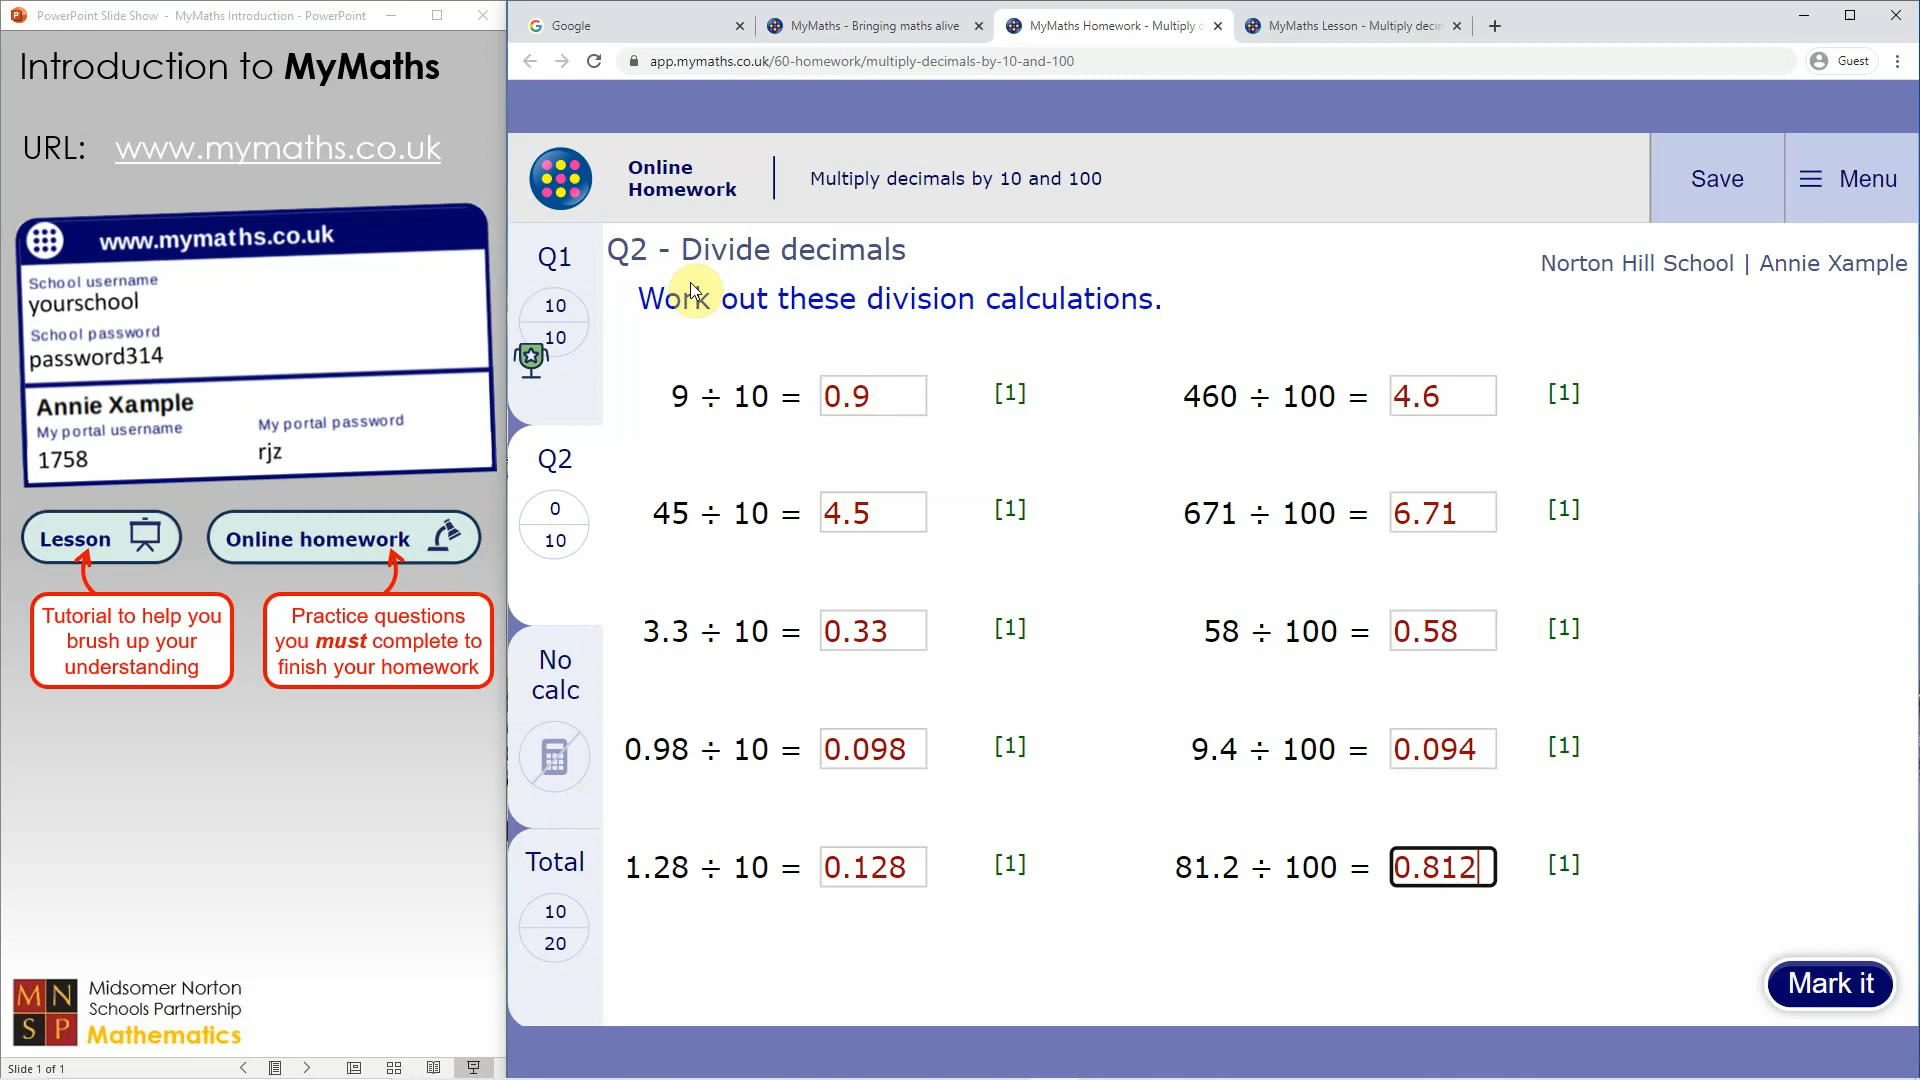 PowerPoint Slide Show - MyMaths Introduction - PowerPoint
Introduction to MyMaths
URL: www.mymaths.co.uk
www.mymaths.co.uk
School username
yourschool
School password
password314
Annie Xample
My portal username
My portal password
1758
rjz
Lesson
Online homework
Tutorial to help you
brush up your
understanding
Practice questions
you must complete to
finish your homework
M N
S P
Midsomer Norton
Schools Partnership
Mathematics
Slide 1 of 1
Google
MyMaths - Bringing maths alive
MyMaths Homework - Multiply d
MyMaths Lesson - Multiply decim
app.mymaths.co.uk/60-homework/multiply-decimals-by-10-and-100
Guest
Online
Homework
Multiply decimals by 10 and 100
Save
Menu
Q1
10
10
Q2
0
10
No
calc
Total
10
20
Q2 - Divide decimals
Norton Hill School | Annie Xample
Work out these division calculations.
9 ÷ 10 = 0.9 [1]
460 ÷ 100 = 4.6 [1]
45 ÷ 10 = 4.5 [1]
671 ÷ 100 = 6.71 [1]
3.3 ÷ 10 = 0.33 [1]
58 ÷ 100 = 0.58 [1]
0.98 ÷ 10 = 0.098 [1]
9.4 ÷ 100 = 0.094 [1]
1.28 ÷ 10 = 0.128 [1]
81.2 ÷ 100 = 0.812 [1]
Mark it